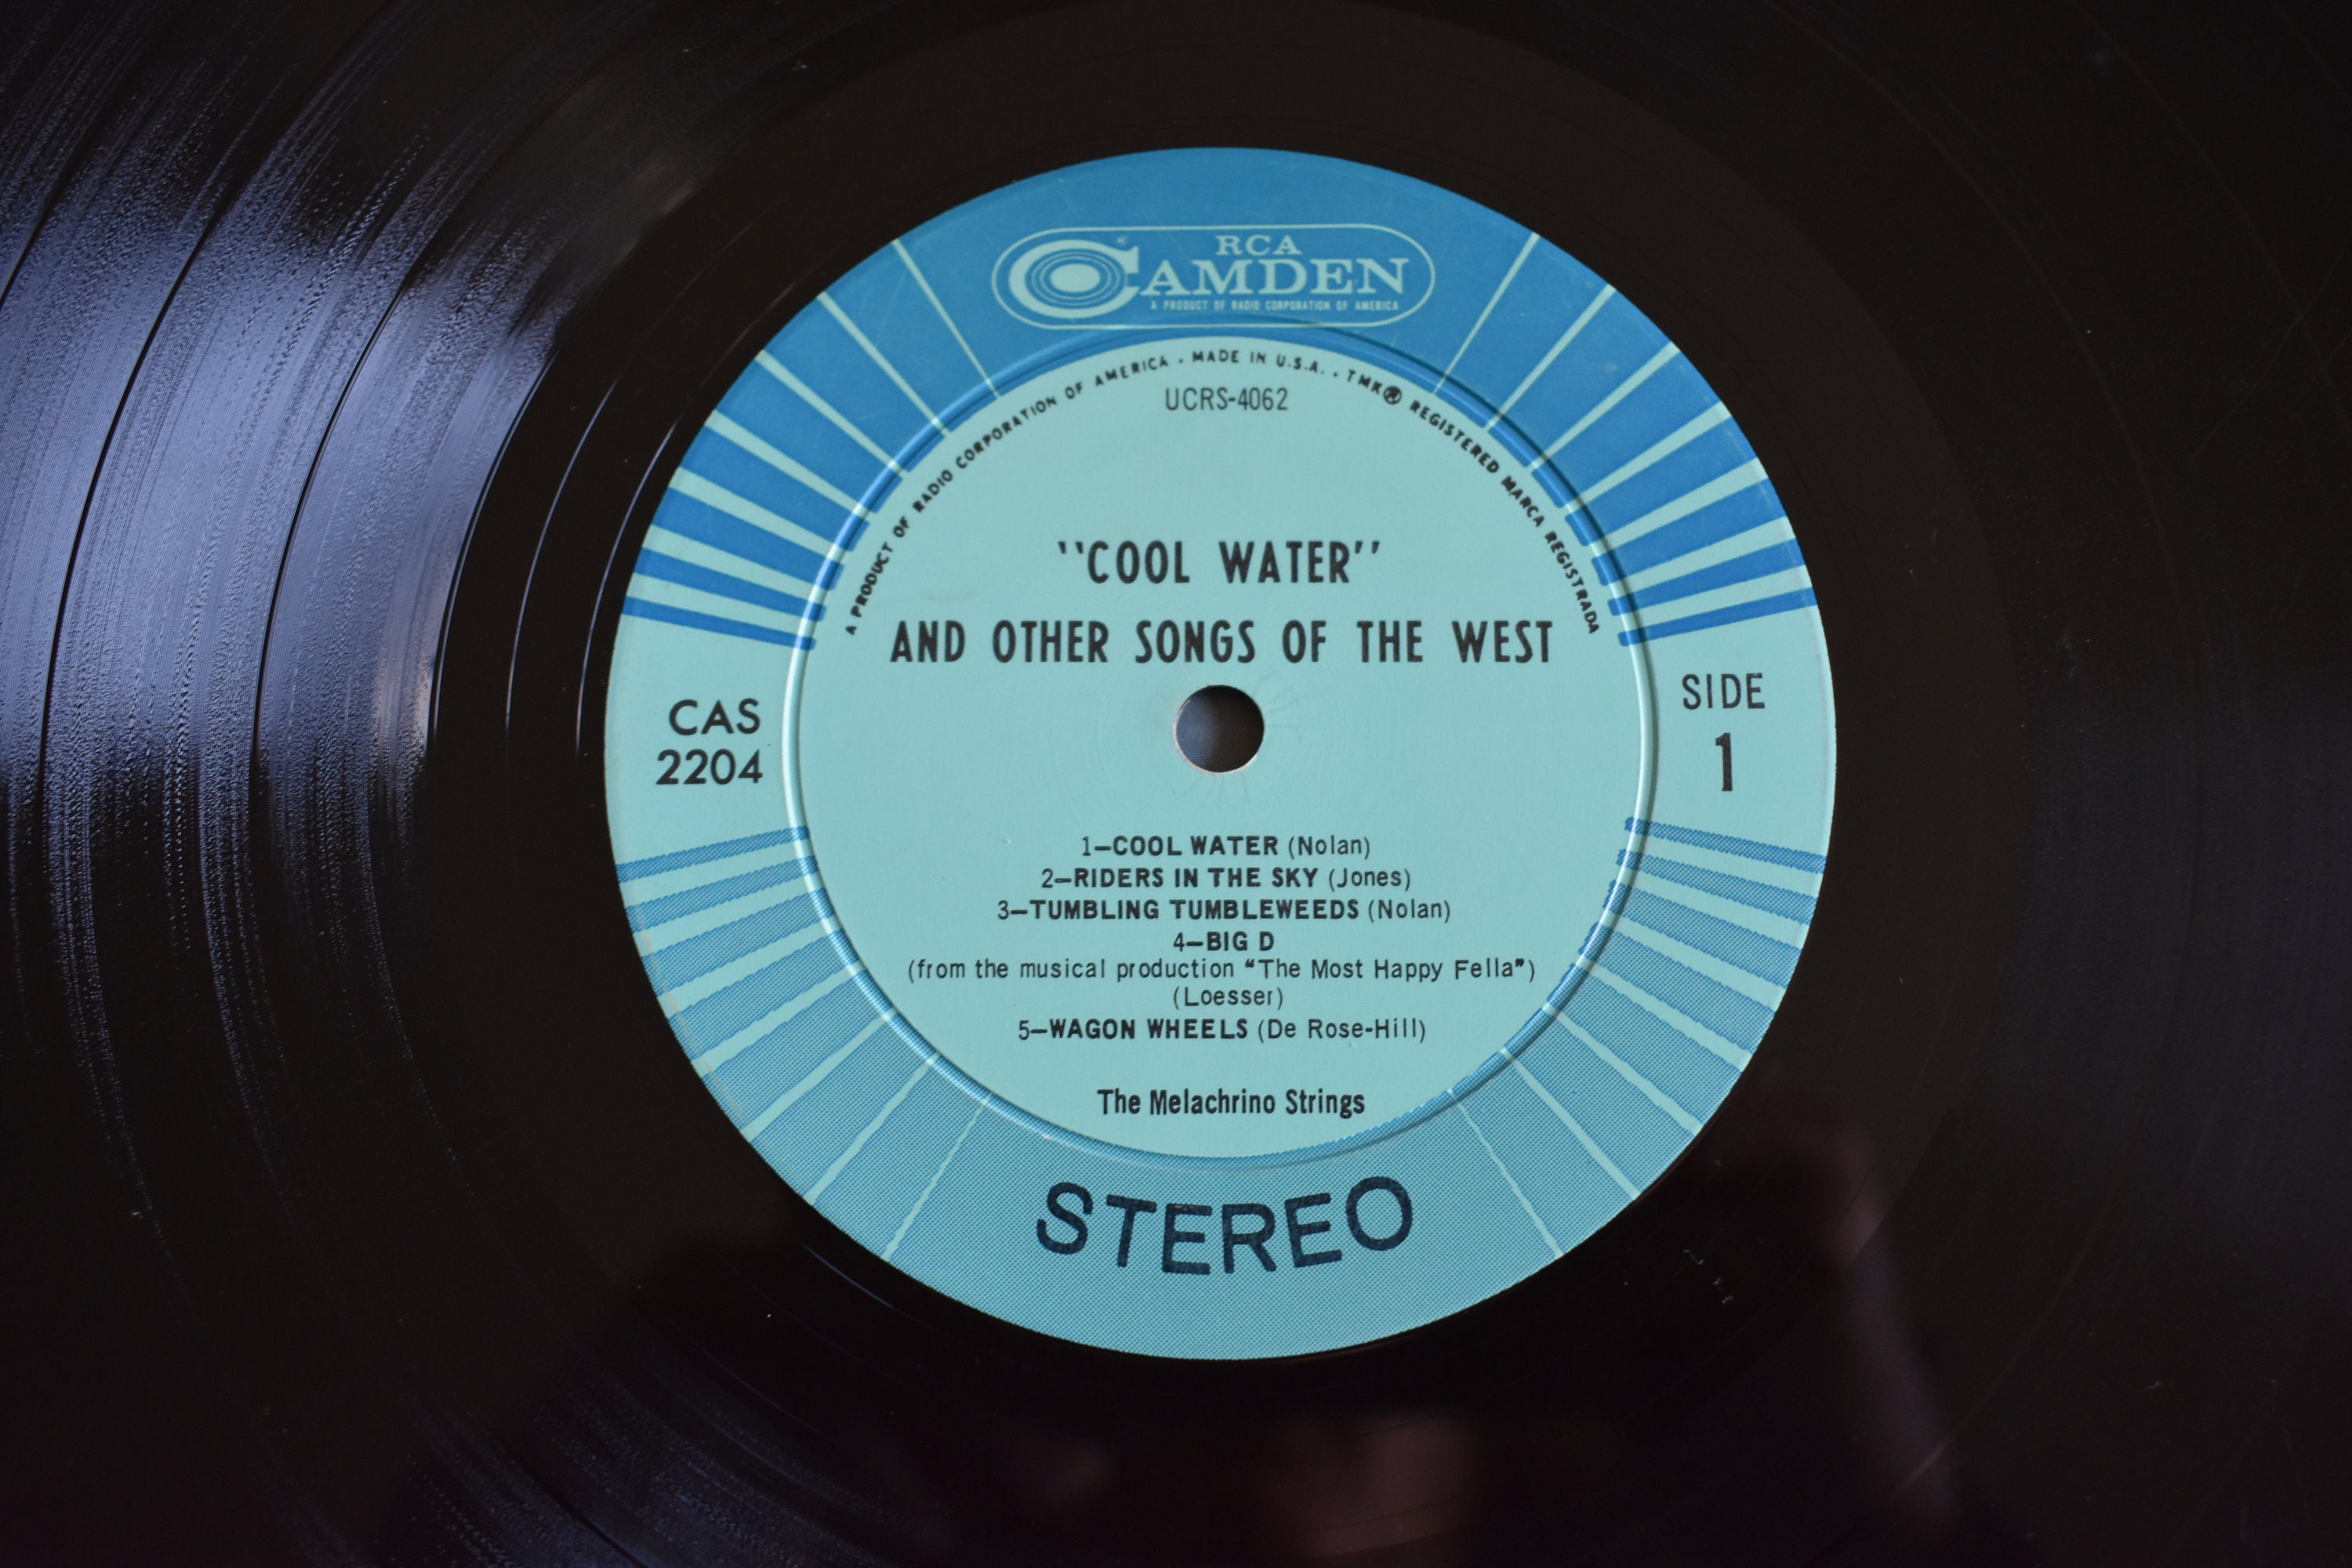 RCA
CAMDEN
A PRODUCT OF RADIO CORPORATION OF AMERICA
A PRODUCT OF RADIO CORPORATION OF AMERICA · MADE IN U.S.A. · TMK® REGISTERED MARCA REGISTRADA
UCRS-4062
"COOL WATER"
AND OTHER SONGS OF THE WEST
CAS
2204
SIDE
1
1—COOL WATER (Nolan)
2—RIDERS IN THE SKY (Jones)
3—TUMBLING TUMBLEWEEDS (Nolan)
4—BIG D
(from the musical production "The Most Happy Fella")
(Loesser)
5—WAGON WHEELS (De Rose-Hill)
The Melachrino Strings
STEREO